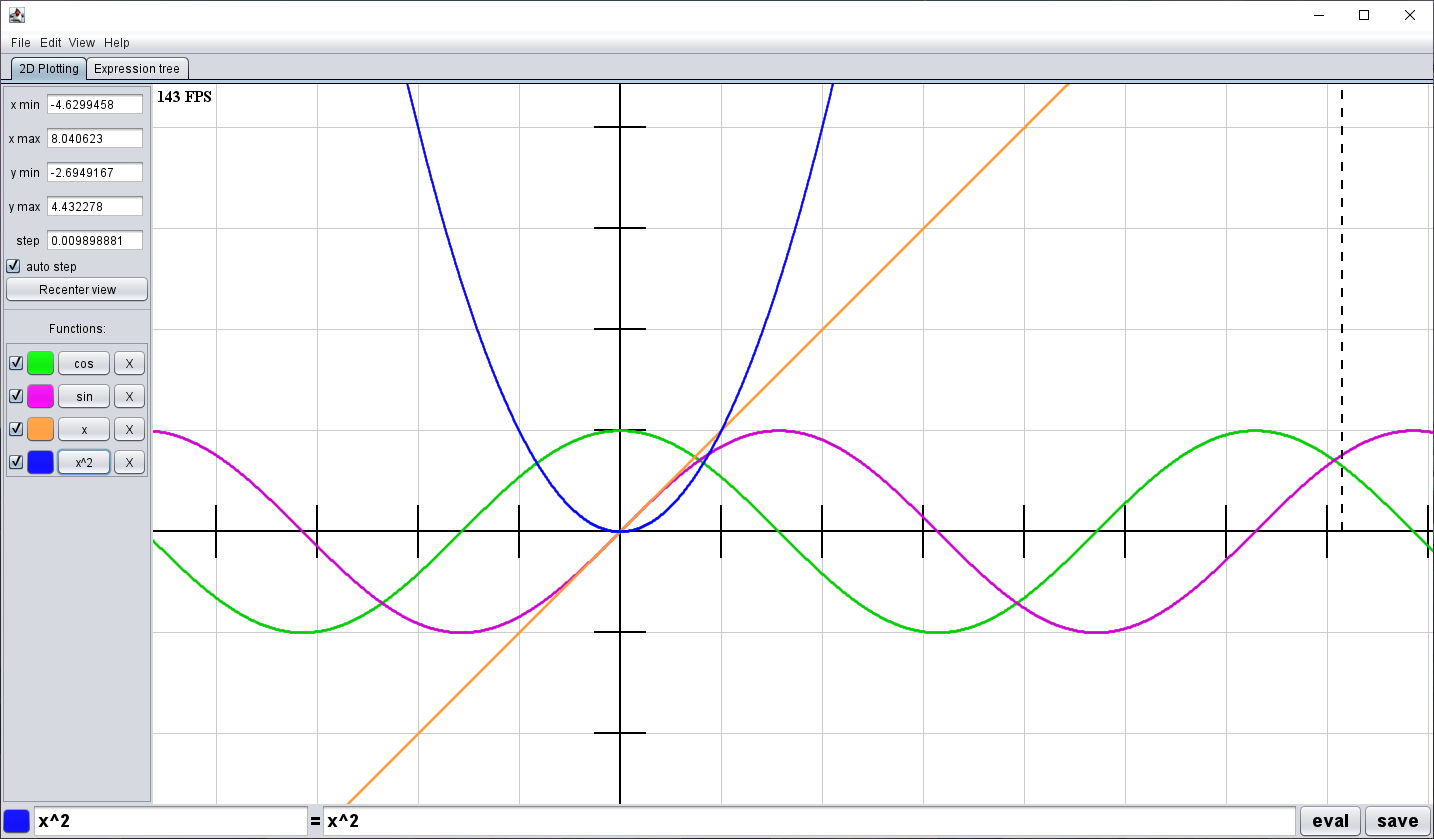 File Edit View Help
2D Plotting Expression tree
x min -4.6299458
x max 8.040623
y min -2.6949167
y max 4.432278
step 0.009898881
auto step
Recenter view
Functions:
cos X
sin X
x X
x^2 X
143 FPS
x^2 = x^2 eval save